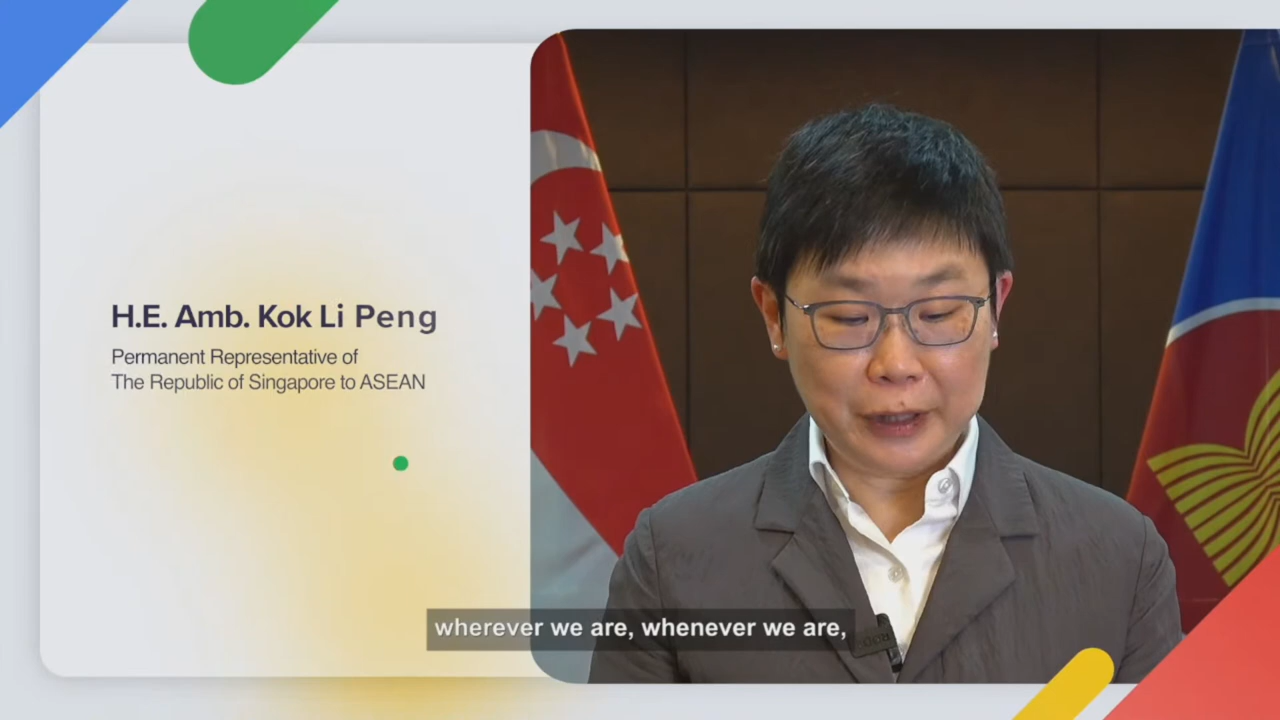 H.E. Amb. Kok Li Peng
Permanent Representative of
The Republic of Singapore to ASEAN
wherever we are, whenever we are,